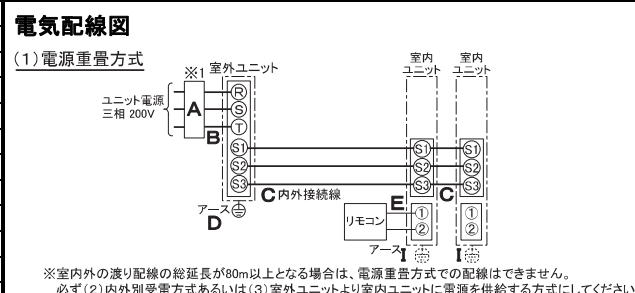 電気配線図
(1)電源重畳方式
※1
室外ユニット
室内
ユニット
室内
ユニット
ユニット電源
三相 200V
A
B
R
S
T
S1
S2
S3
S1
S2
S3
S1
S2
S3
C 内外接続線
C
アース
D
E
リモコン
①
②
①
②
アース I
I
※室内外の渡り配線の総延長が80m以上となる場合は、電源重畳方式での配線はできません。
必ず(2)内外別受電方式あるいは(3)室外ユニットより室内ユニットに電源を供給する方式にしてください